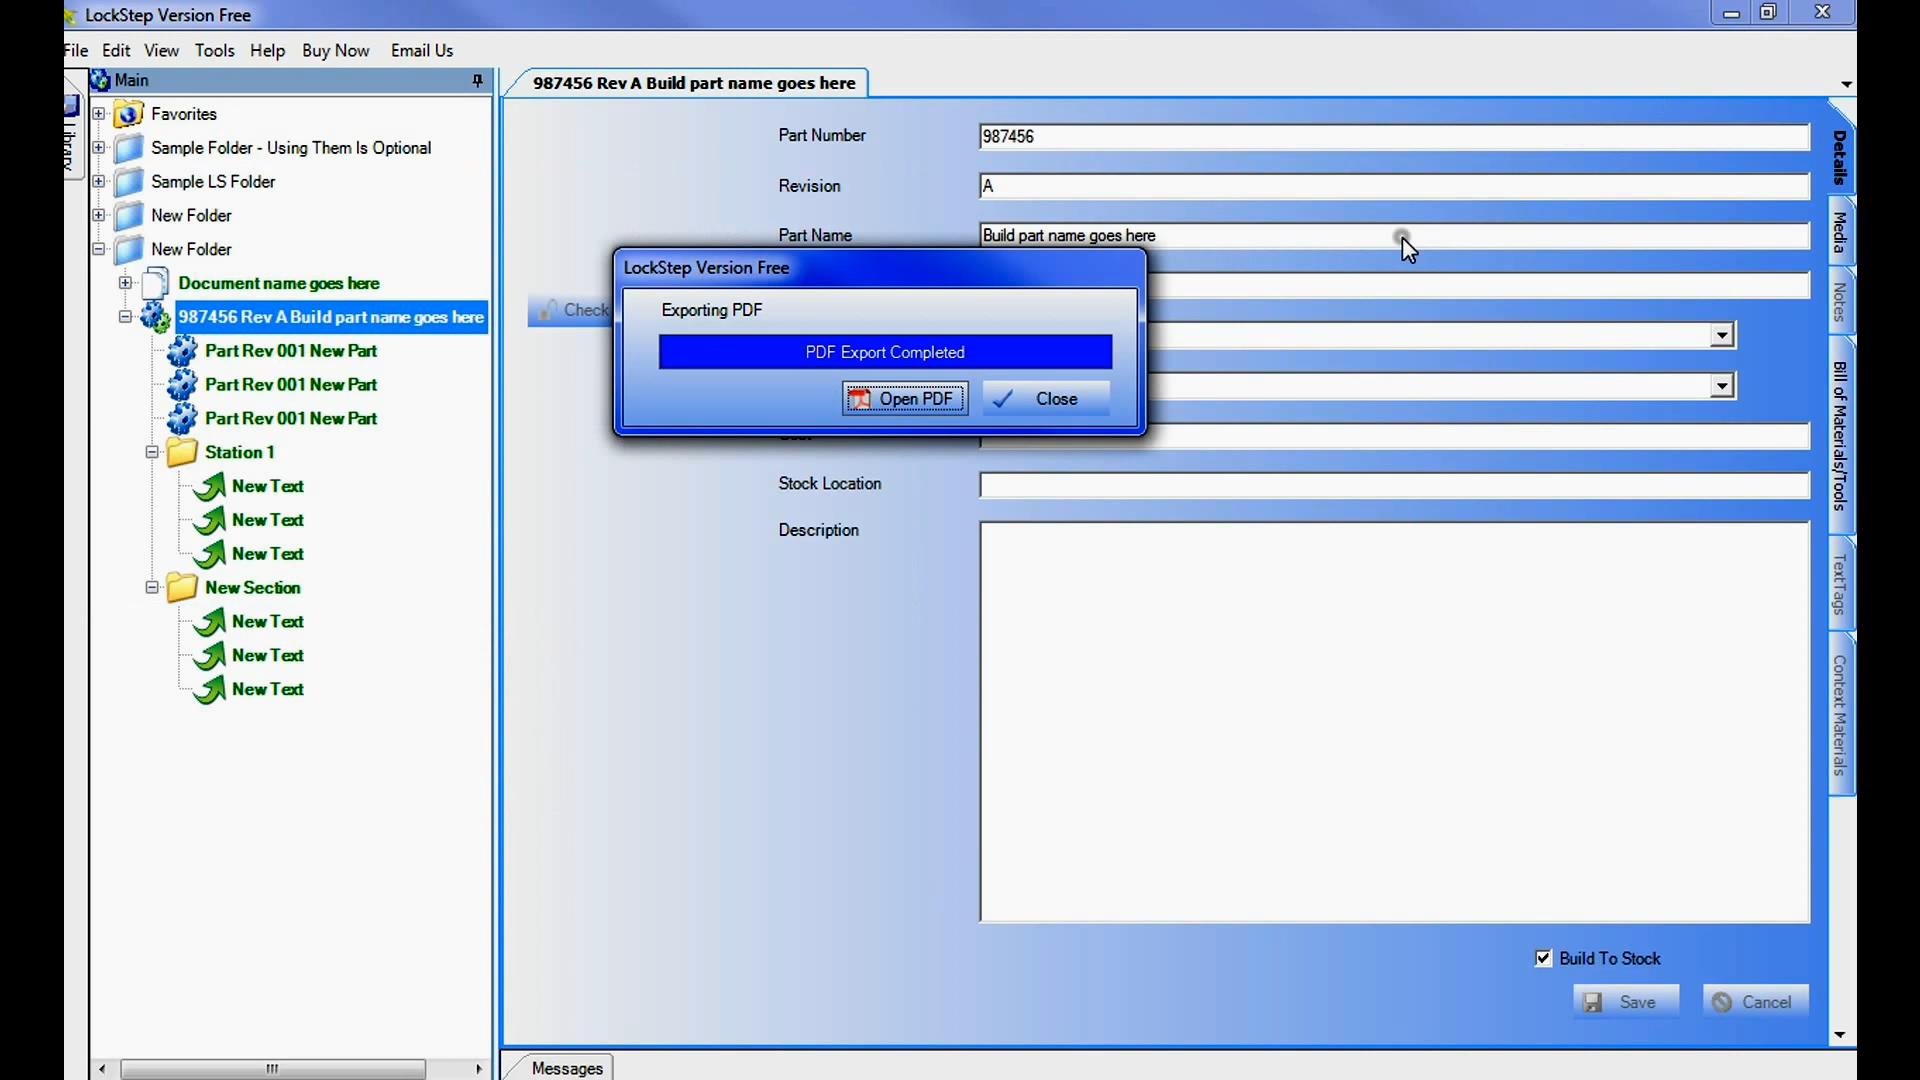 LockStep Version Free
File Edit View Tools Help Buy Now Email Us
Library
Main
Favorites
Sample Folder - Using Them Is Optional
Sample LS Folder
New Folder
New Folder
Document name goes here
987456 Rev A Build part name goes here
Part Rev 001 New Part
Part Rev 001 New Part
Part Rev 001 New Part
Station 1
New Text
New Text
New Text
New Section
New Text
New Text
New Text
987456 Rev A Build part name goes here
Part Number 987456
Revision A
Part Name Build part name goes here
Check
LockStep Version Free
Exporting PDF
PDF Export Completed
Open PDF Close
Stock Location
Description
Build To Stock
Save Cancel
Details
Media
Notes
Bill of Materials/Tools
TextTags
Context Materials
Messages